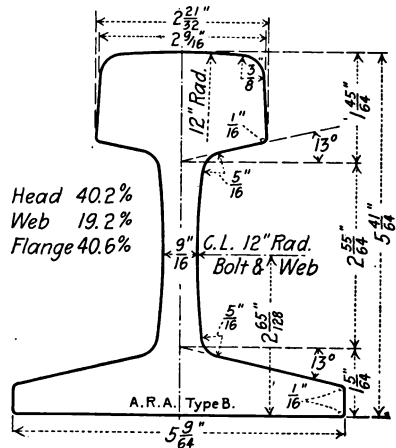 2 21/32"
2 9/16"
12" Rad.
3/8
1 45/64"
1/16"
13°
5/16
Head 40.2%
Web 19.2%
Flange 40.6%
9/16"
C.L. 12" Rad.
Bolt & Web
2 55/64"
5 41/64"
5/16"
2 65/128"
13°
1 5/64"
1/16"
A.R.A. Type B.
5 9/64"